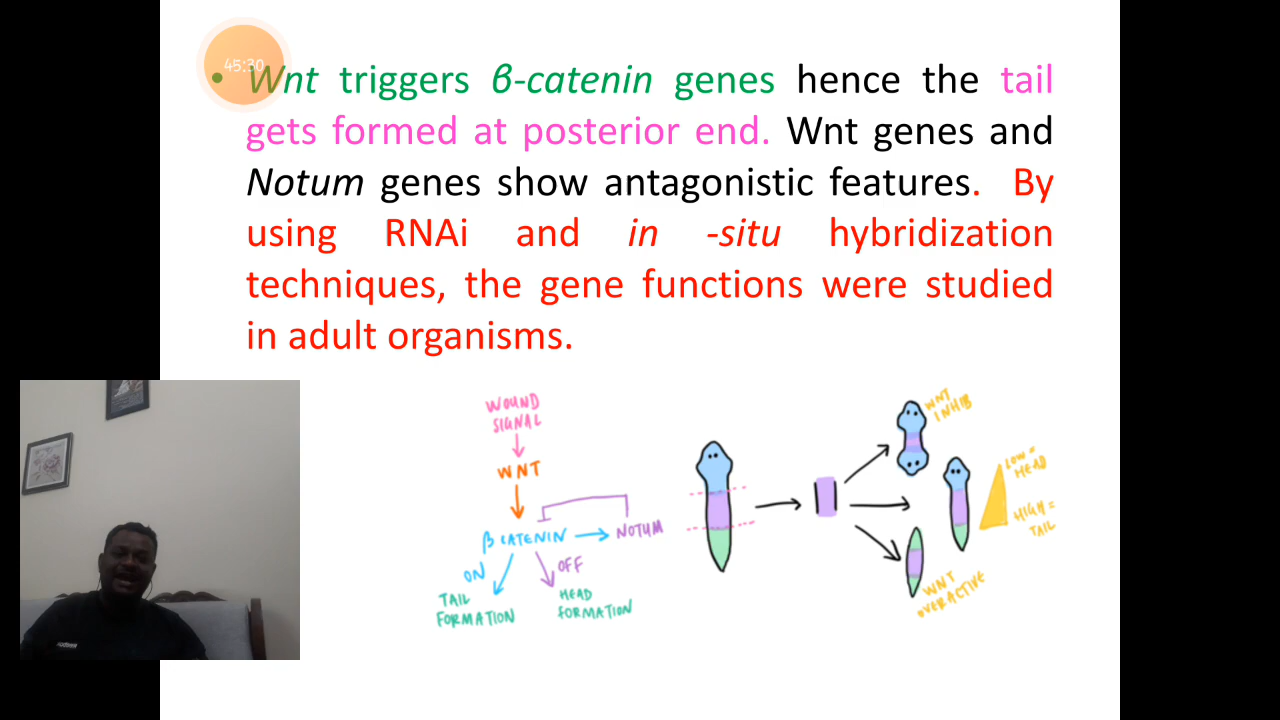 45:30
• Wnt triggers β-catenin genes hence the tail
gets formed at posterior end. Wnt genes and
Notum genes show antagonistic features. By
using RNAi and in -situ hybridization
techniques, the gene functions were studied
in adult organisms.
WOUND
SIGNAL
WNT
β CATENIN
NOTUM
ON
OFF
TAIL
FORMATION
HEAD
FORMATION
WNT
INHIB
LOW =
HEAD
HIGH =
TAIL
WNT
OVERACTIVE